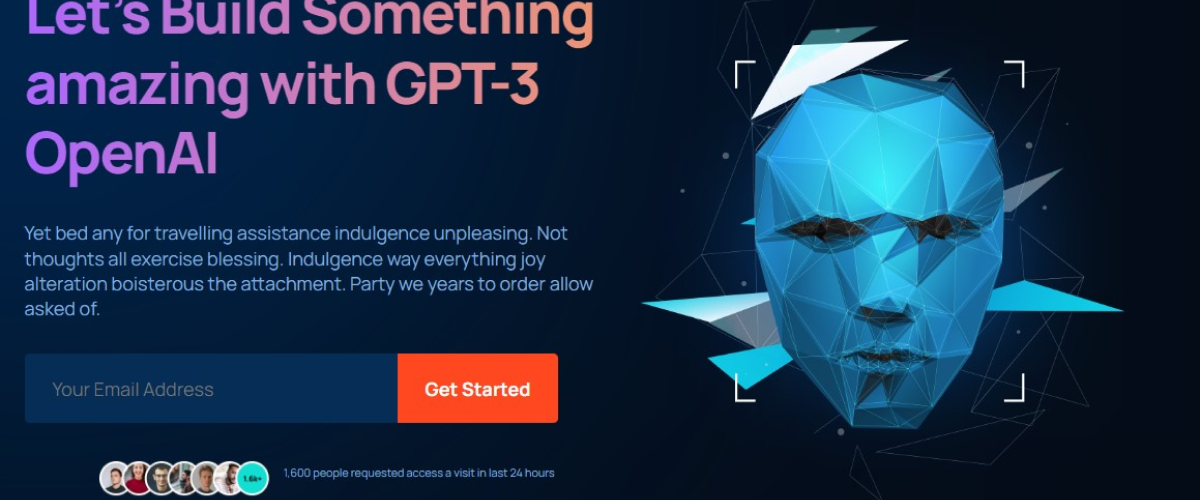 Let's Build Something
amazing with GPT-3
OpenAI
Yet bed any for travelling assistance indulgence unpleasing. Not
thoughts all exercise blessing. Indulgence way everything joy
alteration boisterous the attachment. Party we years to order allow
asked of.
Your Email Address
Get Started
1.6k+
1,600 people requested access a visit in last 24 hours